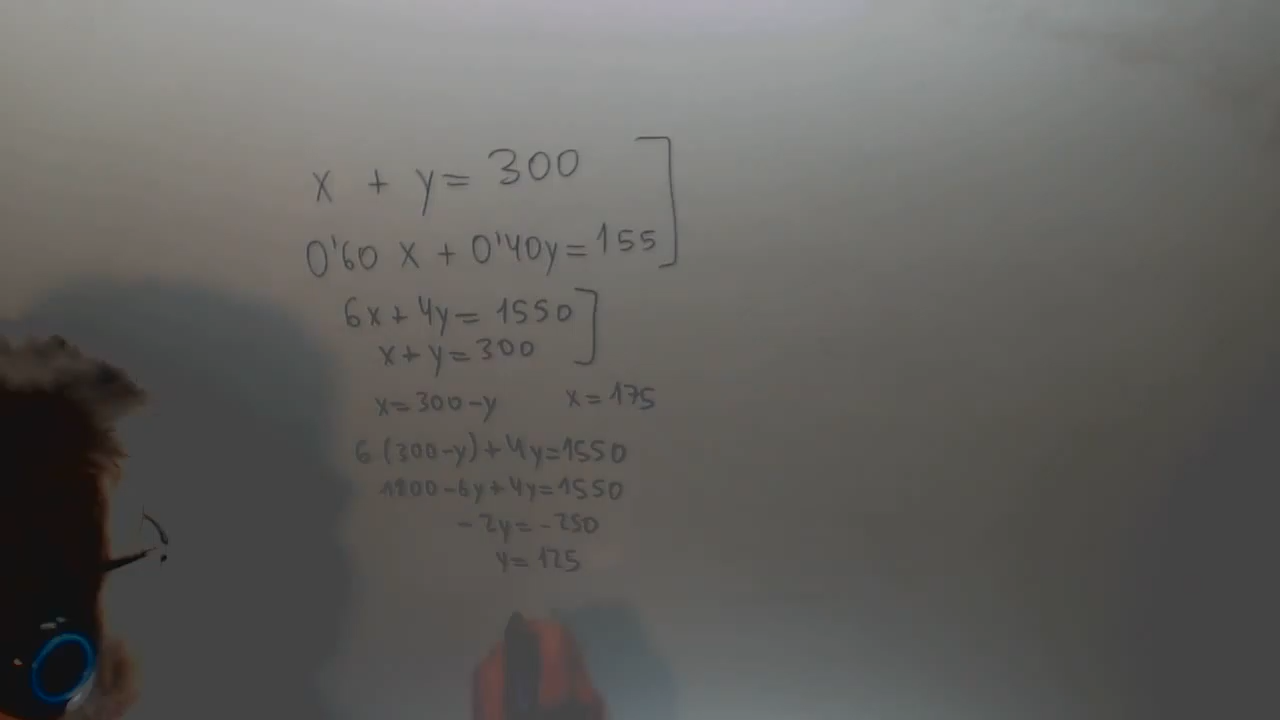 x + y = 300
0'60 x + 0'40y = 155
6x + 4y = 1550
x + y = 300
x = 300 - y x = 175
6 (300 - y) + 4y = 1550
1800 - 6y + 4y = 1550
- 2y = - 250
y = 125